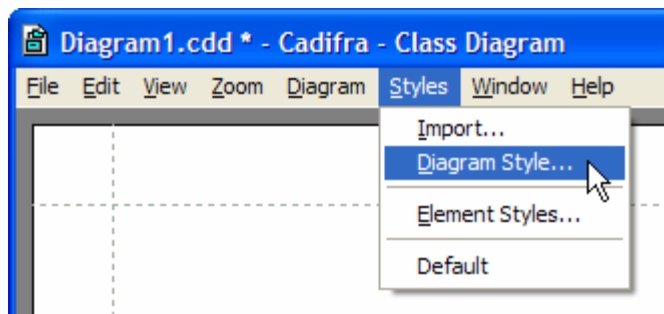 Diagram1.cdd * - Cadifra - Class Diagram
File Edit View Zoom Diagram Styles Window Help
Import...
Diagram Style...
Element Styles...
Default